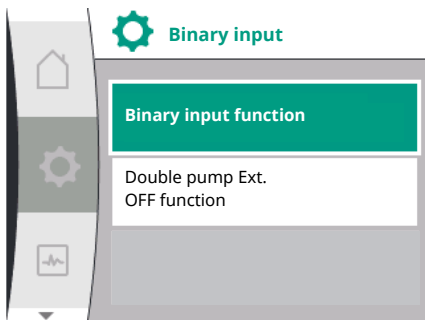 Binary input
Binary input function
Double pump Ext.
OFF function